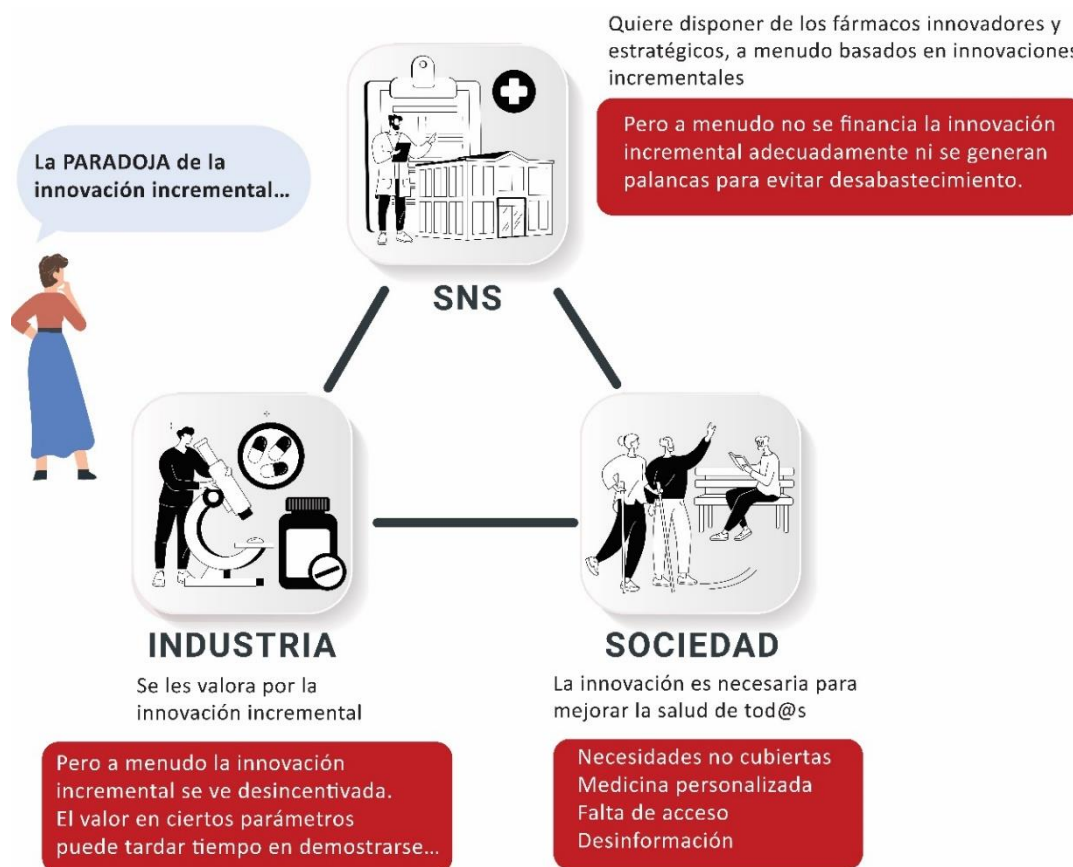 Quiere disponer de los fármacos innovadores y
estratégicos, a menudo basados en innovaciones
incrementales
Pero a menudo no se financia la innovación
incremental adecuadamente ni se generan
palancas para evitar desabastecimiento.
La PARADOJA de la
innovación incremental...
SNS
INDUSTRIA
Se les valora por la
innovación incremental
Pero a menudo la innovación
incremental se ve desincentivada.
El valor en ciertos parámetros
puede tardar tiempo en demostrarse...
SOCIEDAD
La innovación es necesaria para
mejorar la salud de tod@s
Necesidades no cubiertas
Medicina personalizada
Falta de acceso
Desinformación